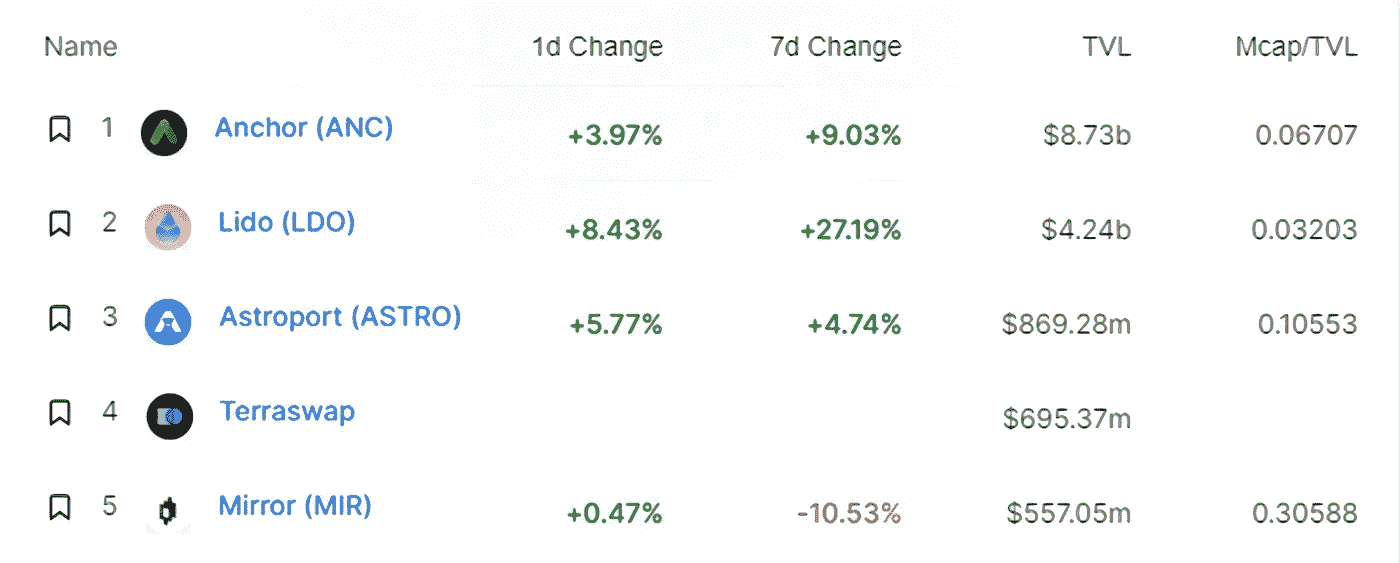 Name 1d Change 7d Change TVL Mcap/TVL
1 Anchor (ANC) +3.97% +9.03% $8.73b 0.06707
2 Lido (LDO) +8.43% +27.19% $4.24b 0.03203
3 Astroport (ASTRO) +5.77% +4.74% $869.28m 0.10553
4 Terraswap $695.37m
5 Mirror (MIR) +0.47% -10.53% $557.05m 0.30588